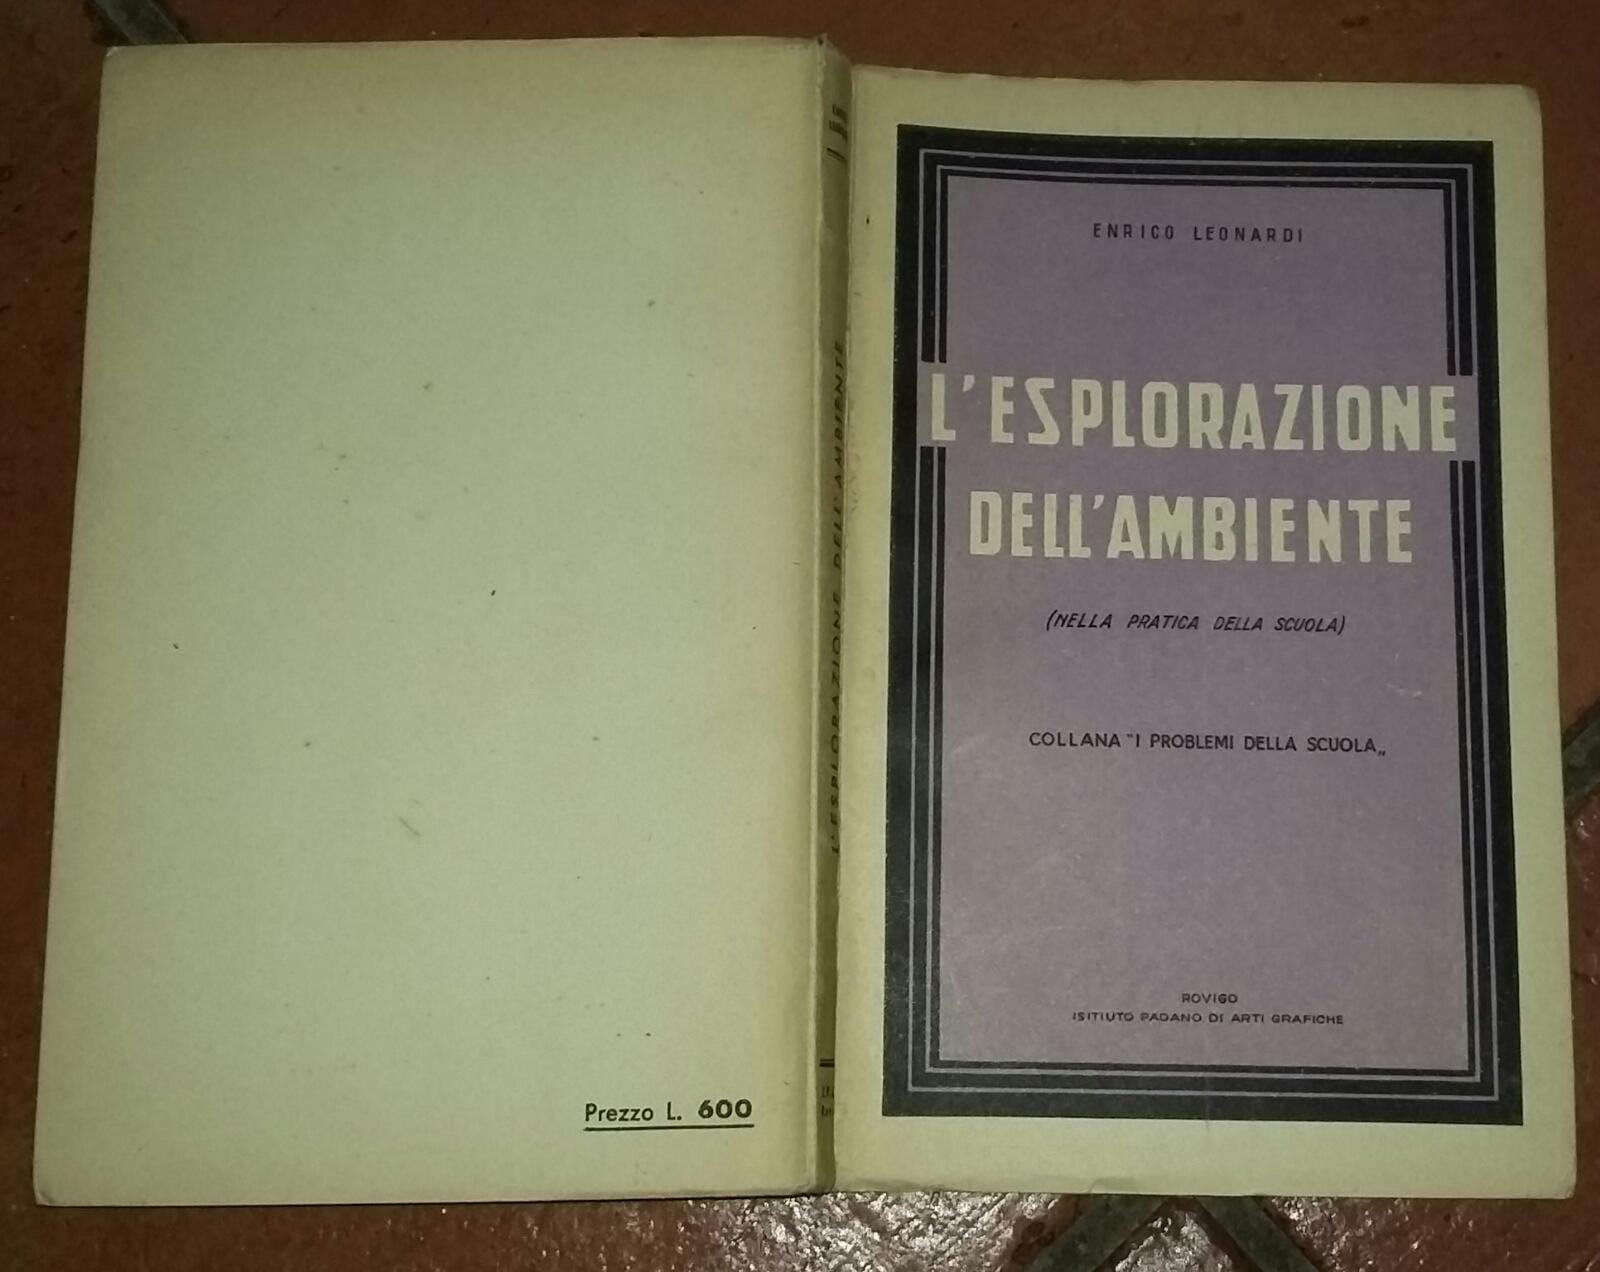 Prezzo L. 600
L'ESPLORAZIONE DELL'AMBIENTE
ENRICO LEONARDI
L'ESPLORAZIONE
DELL'AMBIENTE
(NELLA PRATICA DELLA SCUOLA)
COLLANA "I PROBLEMI DELLA SCUOLA„
ROVIGO
ISTITUTO PADANO DI ARTI GRAFICHE